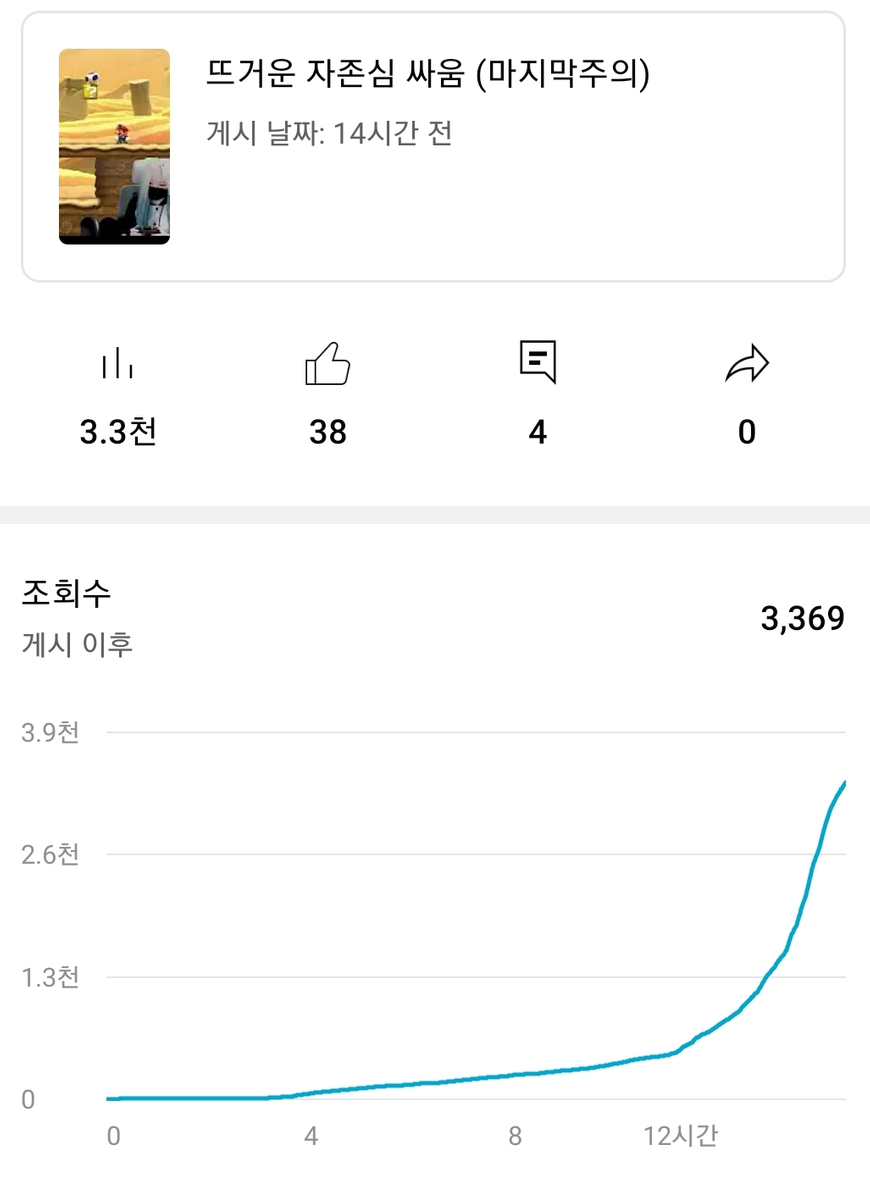 뜨거운 자존심 싸움 (마지막주의)
게시 날짜: 14시간 전
3.3천 38 4 0
조회수
3,369
게시 이후
3.9천
2.6천
1.3천
0
0 4 8 12시간